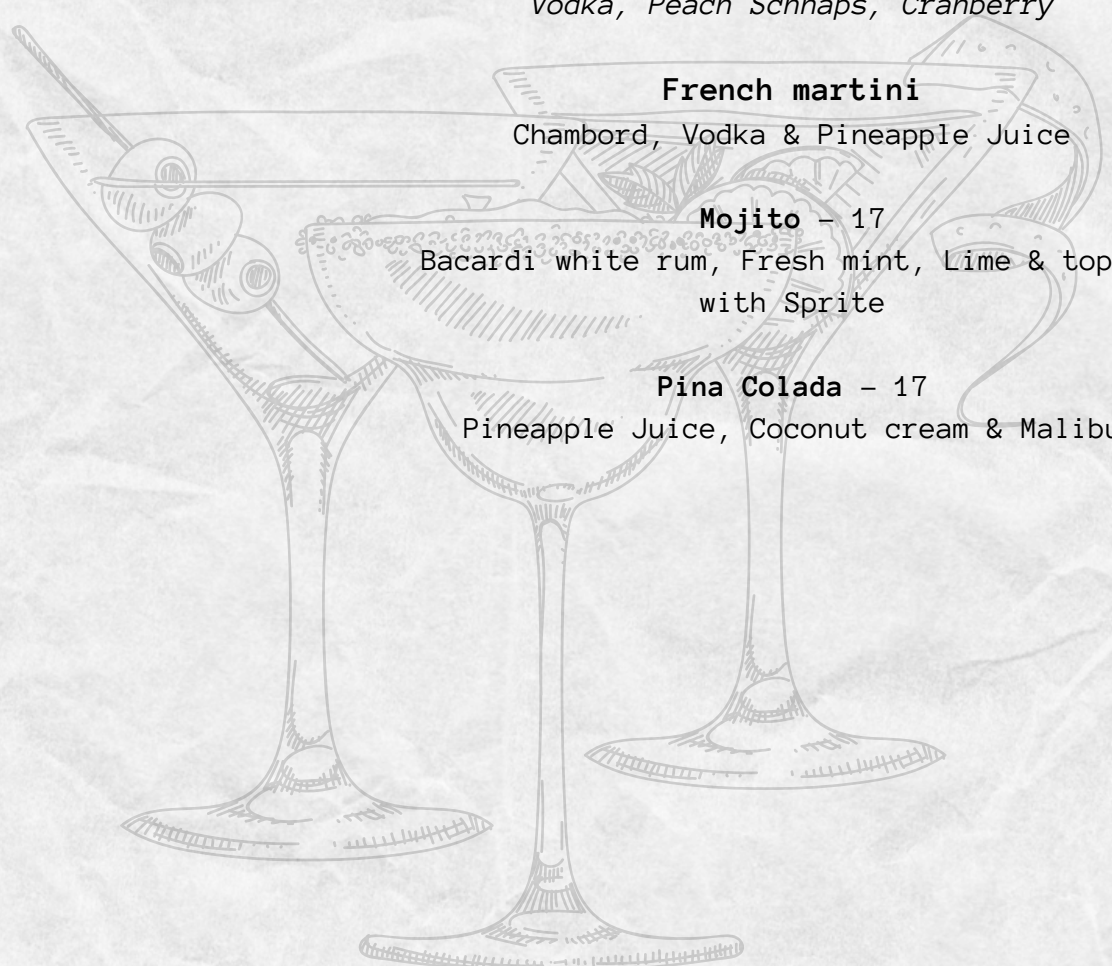 Vodka, Peach Schnaps, Cranberry
French martini
Chambord, Vodka & Pineapple Juice
Mojito – 17
Bacardi white rum, Fresh mint, Lime & top
with Sprite
Pina Colada – 17
Pineapple Juice, Coconut cream & Malibu